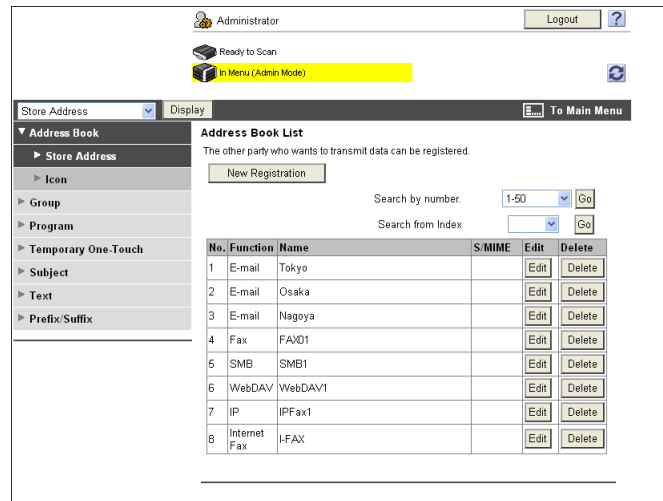 Administrator
Logout
?
Ready to Scan
In Menu (Admin Mode)
Store Address
Display
To Main Menu
Address Book
Store Address
Icon
Group
Program
Temporary One-Touch
Subject
Text
Prefix/Suffix
Address Book List
The other party who wants to transmit data can be registered.
New Registration
Search by number. 1-50 Go
Search from Index Go
No. Function Name S/MIME Edit Delete
1 E-mail Tokyo Edit Delete
2 E-mail Osaka Edit Delete
3 E-mail Nagoya Edit Delete
4 Fax FAX01 Edit Delete
5 SMB SMB1 Edit Delete
6 WebDAV WebDAV1 Edit Delete
7 IP IPFax1 Edit Delete
8 Internet Fax I-FAX Edit Delete